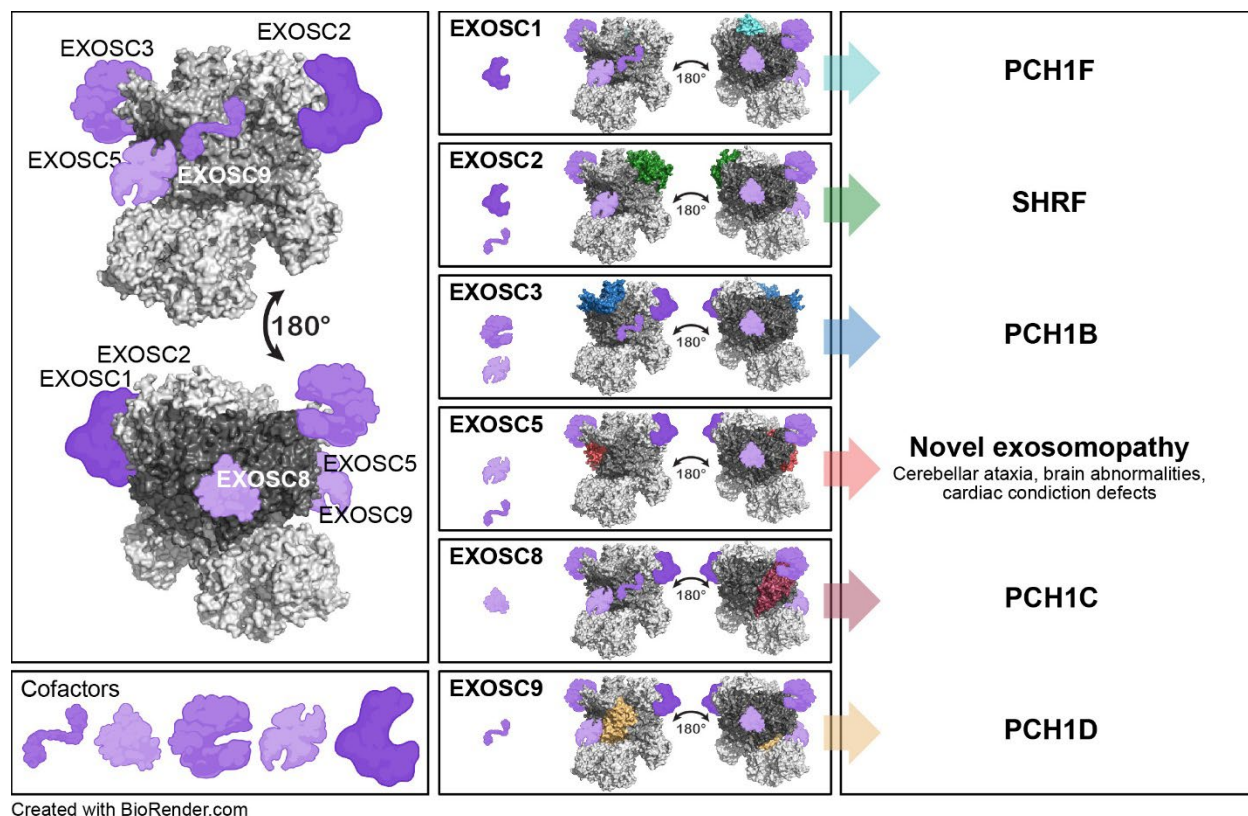 EXOSC3
EXOSC2
EXOSC5
EXOSC9
180°
EXOSC2
EXOSC1
EXOSC5
EXOSC8
EXOSC9
Cofactors
EXOSC1
180°
PCH1F
EXOSC2
180°
SHRF
EXOSC3
180°
PCH1B
EXOSC5
180°
Novel exosomopathy
Cerebellar ataxia, brain abnormalities,
cardiac condiction defects
EXOSC8
180°
PCH1C
EXOSC9
180°
PCH1D
Created with BioRender.com